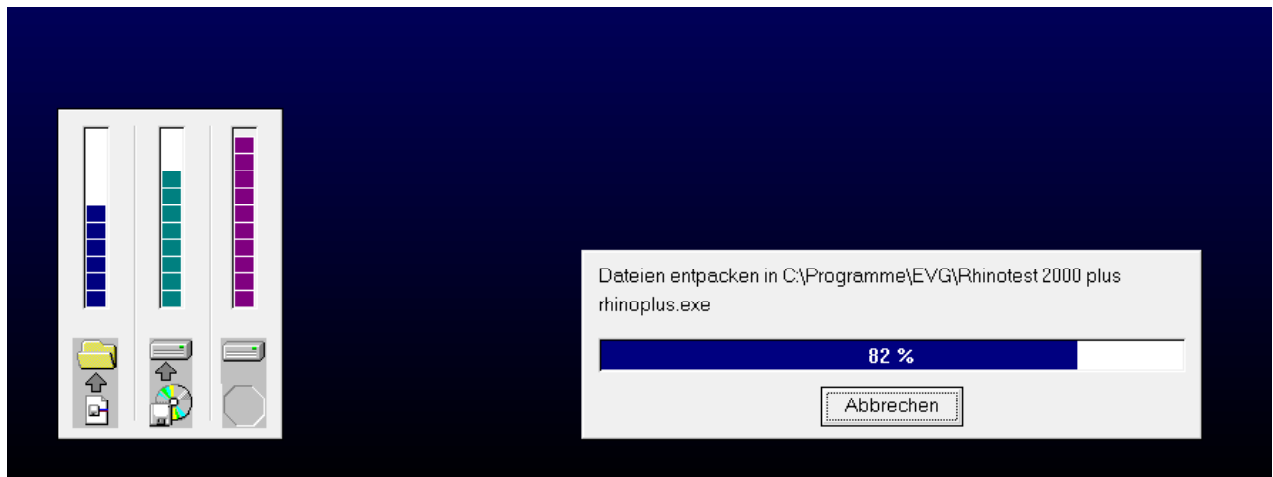 Dateien entpacken in C:\Programme\EVG\Rhinotest 2000 plus
rhinoplus.exe
82 %
Abbrechen